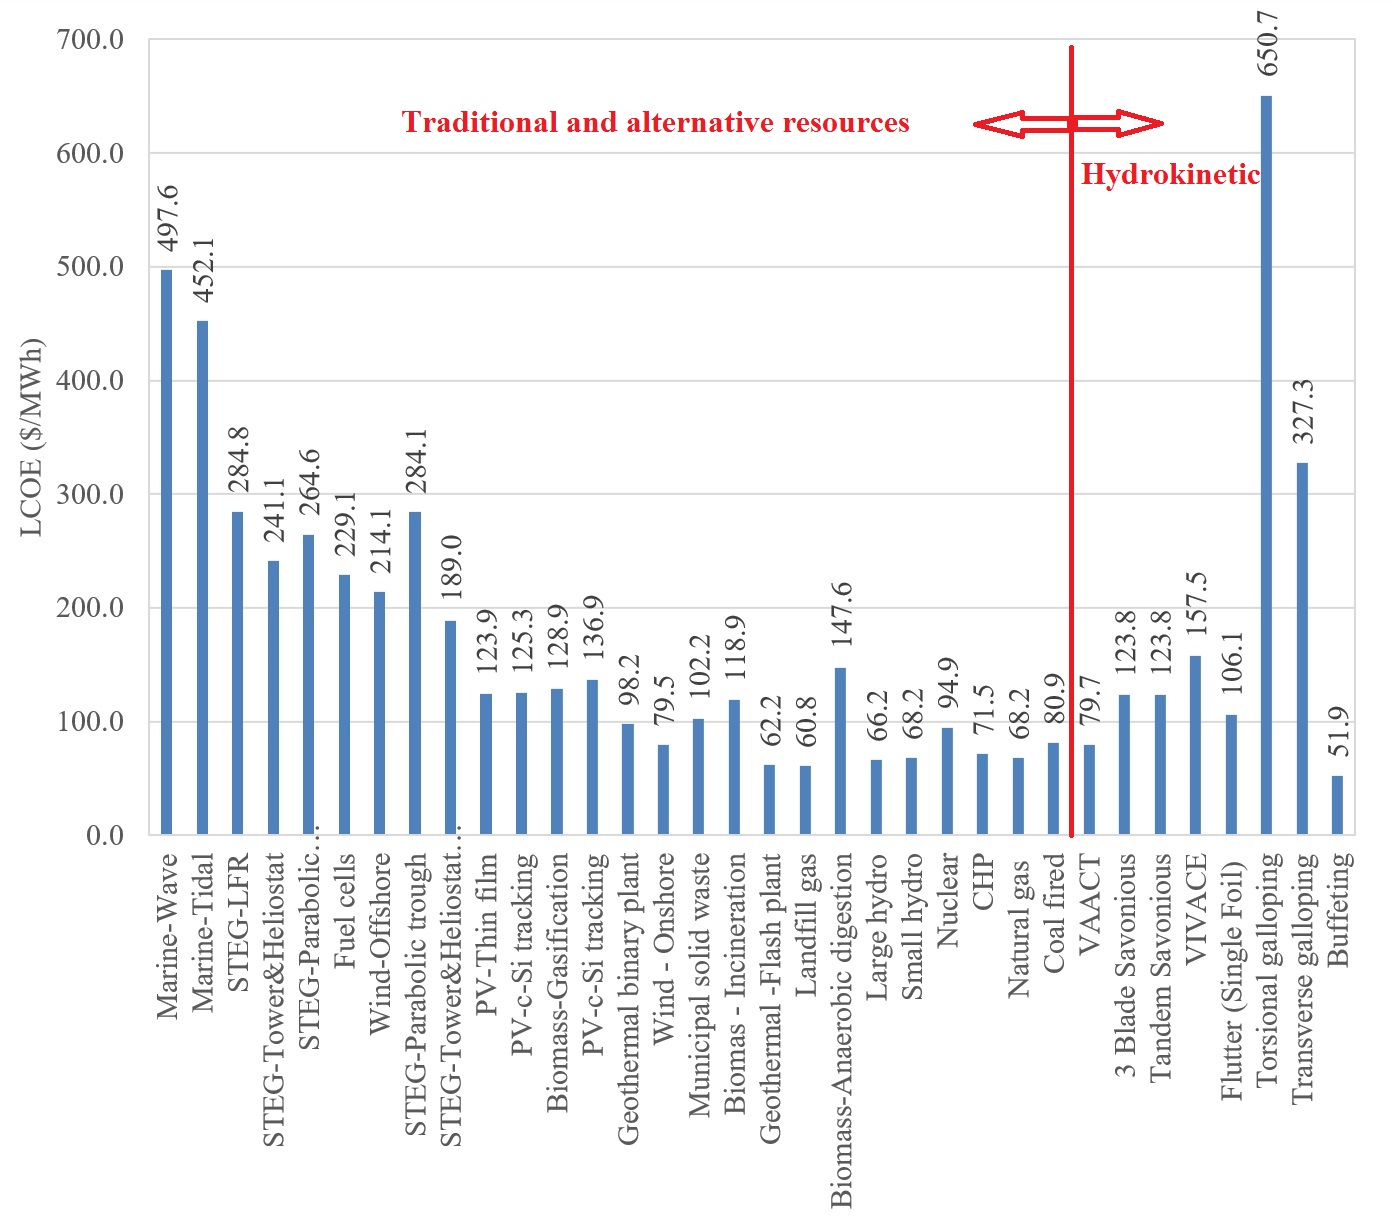 LCOE ($/MWh)
700.0
600.0
500.0
400.0
300.0
200.0
100.0
0.0
Traditional and alternative resources
Hydrokinetic
497.6
452.1
284.8
241.1
264.6
229.1
214.1
284.1
189.0
123.9
125.3
128.9
136.9
98.2
79.5
102.2
118.9
62.2
60.8
147.6
66.2
68.2
94.9
71.5
68.2
80.9
79.7
123.8
123.8
157.5
106.1
650.7
327.3
51.9
Marine-Wave
Marine-Tidal
STEG-LFR
STEG-Tower&Heliostat
STEG-Parabolic…
Fuel cells
Wind-Offshore
STEG-Parabolic trough
STEG-Tower&Heliostat…
PV-Thin film
PV-c-Si tracking
Biomass-Gasification
PV-c-Si tracking
Geothermal binary plant
Wind - Onshore
Municipal solid waste
Biomas - Incineration
Geothermal -Flash plant
Landfill gas
Biomass-Anaerobic digestion
Large hydro
Small hydro
Nuclear
CHP
Natural gas
Coal fired
VAACT
3 Blade Savonious
Tandem Savonious
VIVACE
Flutter (Single Foil)
Torsional galloping
Transverse galloping
Buffeting